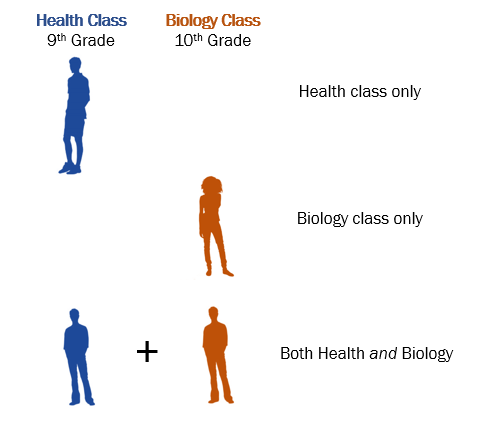 Health Class Biology Class
9th Grade 10th Grade
Health class only
Biology class only
+ Both Health and Biology